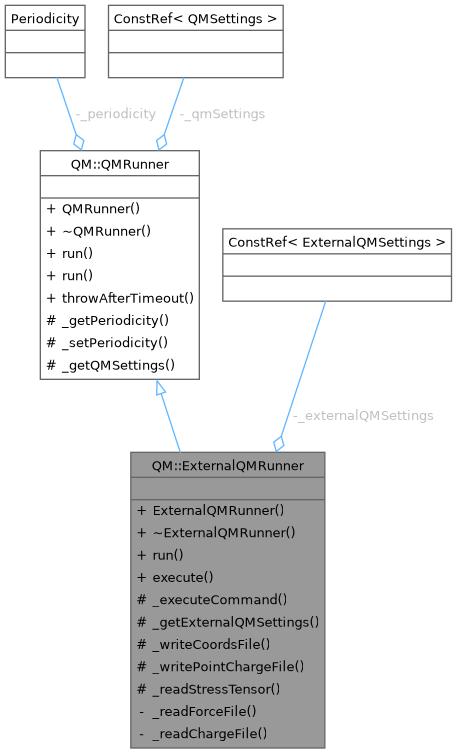 Periodicity
ConstRef< QMSettings >
-_periodicity
-_qmSettings
QM::QMRunner
+ QMRunner()
+ ~QMRunner()
+ run()
+ run()
+ throwAfterTimeout()
# _getPeriodicity()
# _setPeriodicity()
# _getQMSettings()
ConstRef< ExternalQMSettings >
-_externalQMSettings
QM::ExternalQMRunner
+ ExternalQMRunner()
+ ~ExternalQMRunner()
+ run()
+ execute()
# _executeCommand()
# _getExternalQMSettings()
# _writeCoordsFile()
# _writePointChargeFile()
# _readStressTensor()
- _readForceFile()
- _readChargeFile()